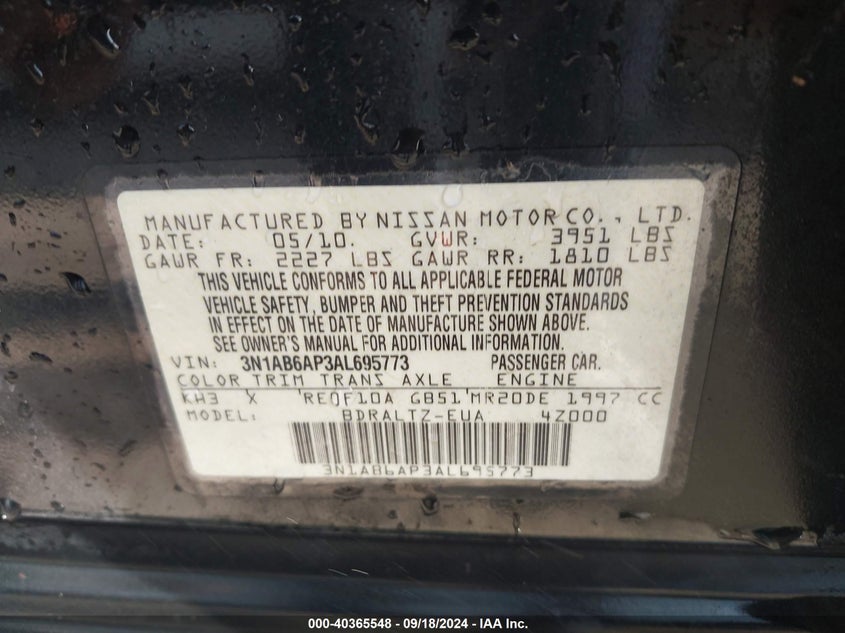 MANUFACTURED BY NISSAN MOTOR CO., LTD.
DATE: 05/10. GVWR: 3951 LBS
GAWR FR: 2227 LBS GAWR RR: 1810 LBS
THIS VEHICLE CONFORMS TO ALL APPLICABLE FEDERAL MOTOR
VEHICLE SAFETY, BUMPER AND THEFT PREVENTION STANDARDS
IN EFFECT ON THE DATE OF MANUFACTURE SHOWN ABOVE.
SEE OWNER'S MANUAL FOR ADDITIONAL INFORMATION.
VIN: 3N1AB6AP3AL695773 PASSENGER CAR.
COLOR TRIM TRANS AXLE ENGINE
KH3 X 'RE0F10A GB51'MR20DE 1997 CC
MODEL: BDRALTZ-EUA 4Z000
3N1AB6AP3AL695773
000-40365548 - 09/18/2024 - IAA Inc.